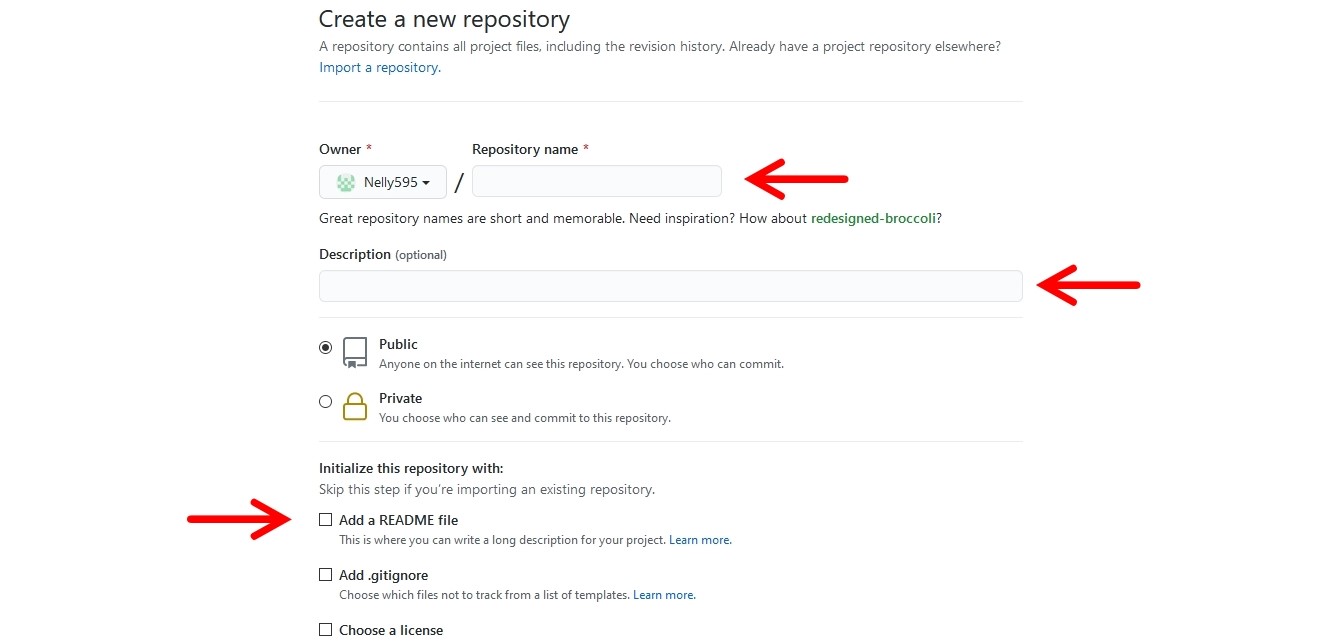 Create a new repository
A repository contains all project files, including the revision history. Already have a project repository elsewhere?
Import a repository.
Owner * Repository name *
Nelly595 /
Great repository names are short and memorable. Need inspiration? How about redesigned-broccoli?
Description (optional)
Public
Anyone on the internet can see this repository. You choose who can commit.
Private
You choose who can see and commit to this repository.
Initialize this repository with:
Skip this step if you’re importing an existing repository.
Add a README file
This is where you can write a long description for your project. Learn more.
Add .gitignore
Choose which files not to track from a list of templates. Learn more.
Choose a license